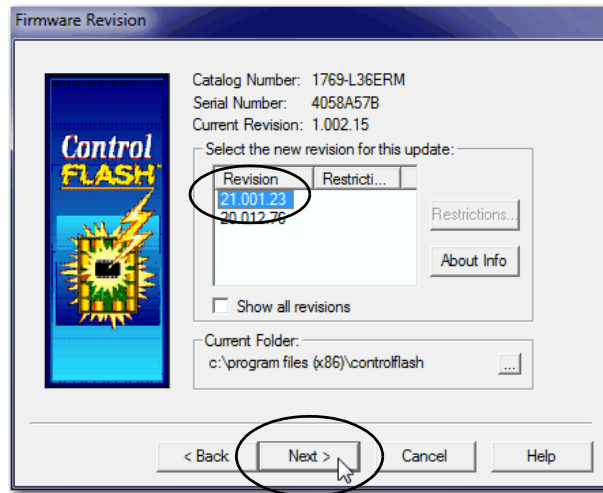 Firmware Revision
Control
FLASH
Catalog Number: 1769-L36ERM
Serial Number: 4058A57B
Current Revision: 1.002.15
Select the new revision for this update:
Revision Restricti...
21.001.23
20.012.76
Restrictions...
About Info
Show all revisions
Current Folder:
c:\program files (x86)\controlflash
...
< Back Next > Cancel Help